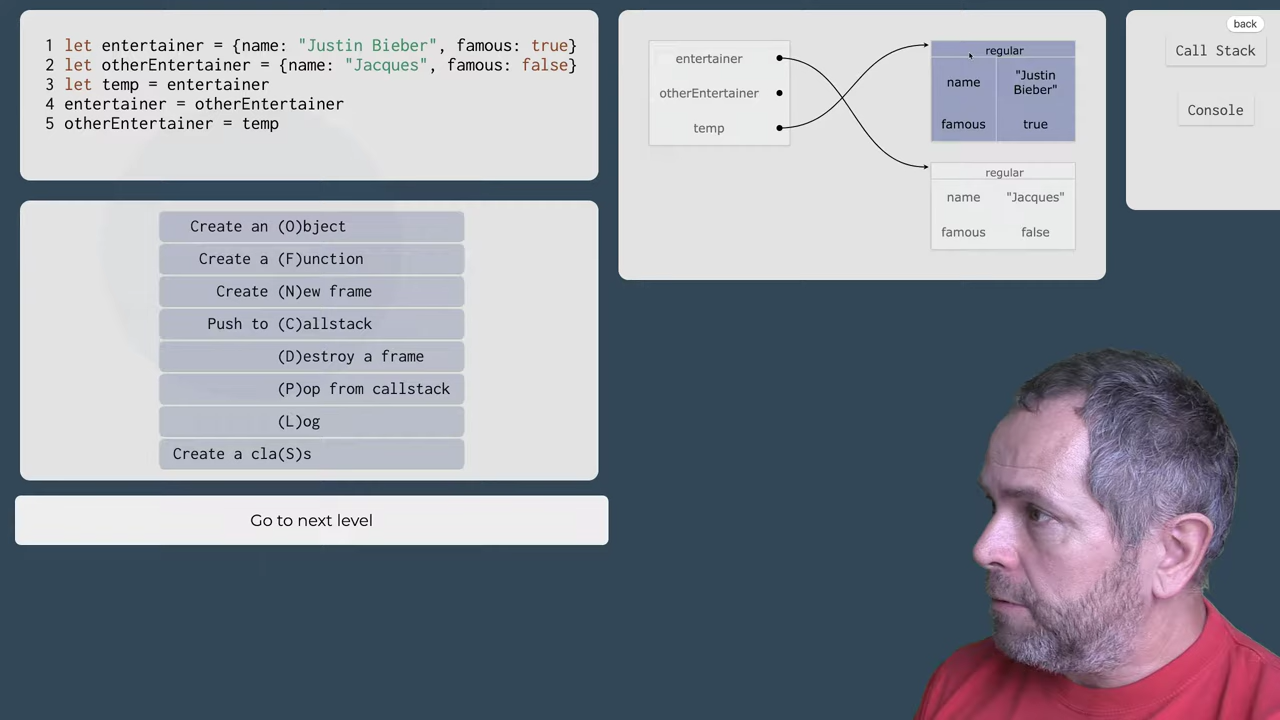 1 let entertainer = {name: "Justin Bieber", famous: true}
2 let otherEntertainer = {name: "Jacques", famous: false}
3 let temp = entertainer
4 entertainer = otherEntertainer
5 otherEntertainer = temp
Create an (O)bject
Create a (F)unction
Create (N)ew frame
Push to (C)allstack
(D)estroy a frame
(P)op from callstack
(L)og
Create a cla(S)s
Go to next level
entertainer
otherEntertainer
temp
regular
name "Justin
Bieber"
famous true
regular
name "Jacques"
famous false
back
Call Stack
Console